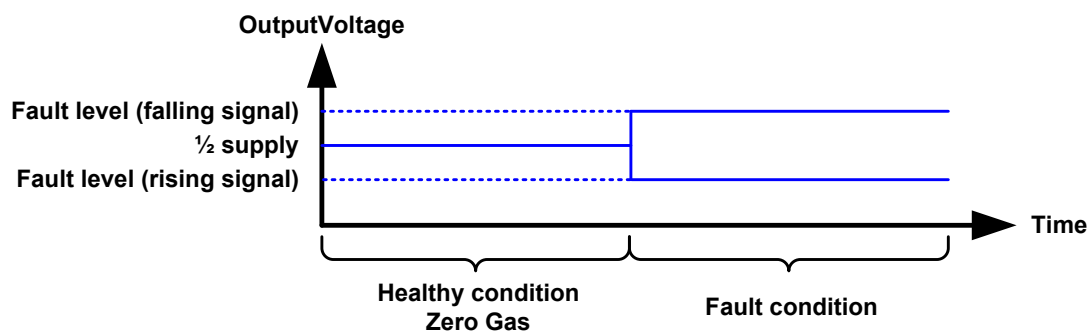 OutputVoltage
Fault level (falling signal)
½ supply
Fault level (rising signal)
Time
Healthy condition
Zero Gas
Fault condition